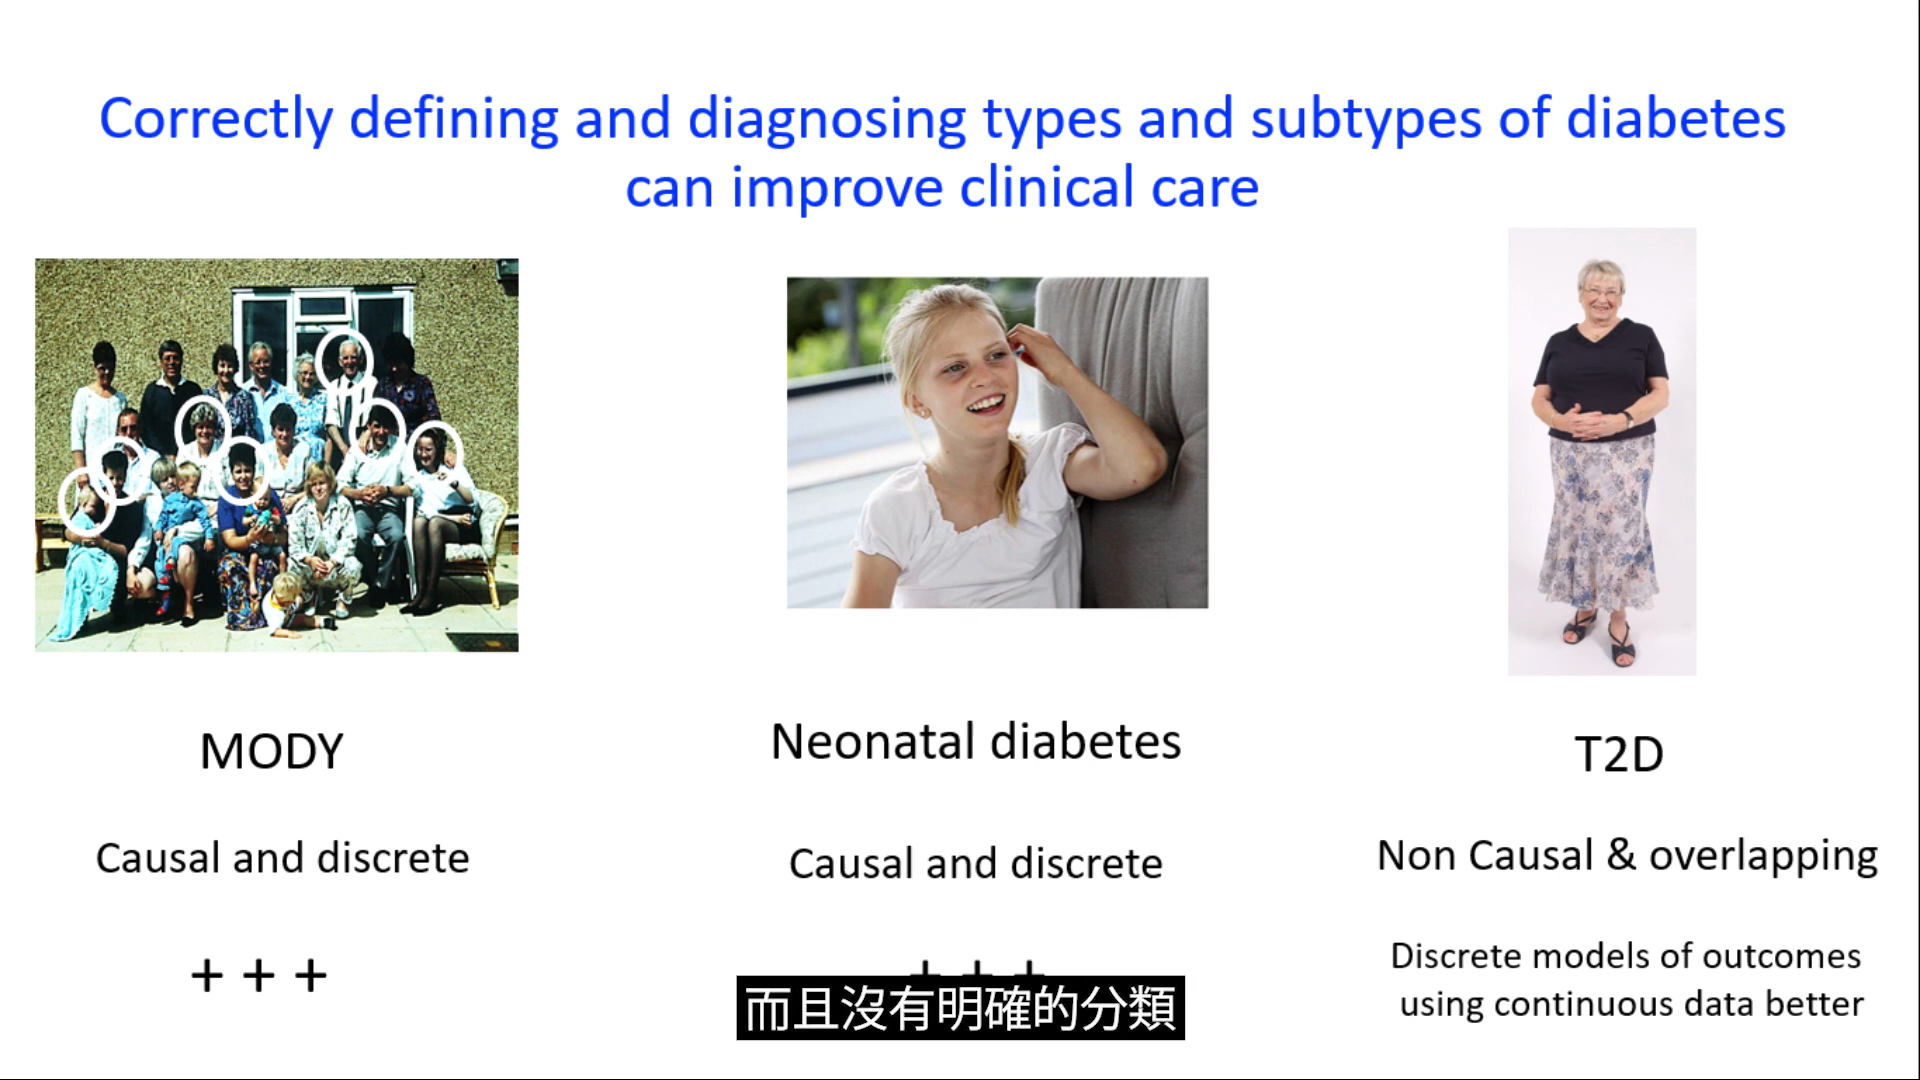 Correctly defining and diagnosing types and subtypes of diabetes
can improve clinical care
MODY
Neonatal diabetes
T2D
Causal and discrete
Causal and discrete
Non Causal & overlapping
+ + +
+ + +
Discrete models of outcomes
using continuous data better
而且沒有明確的分類